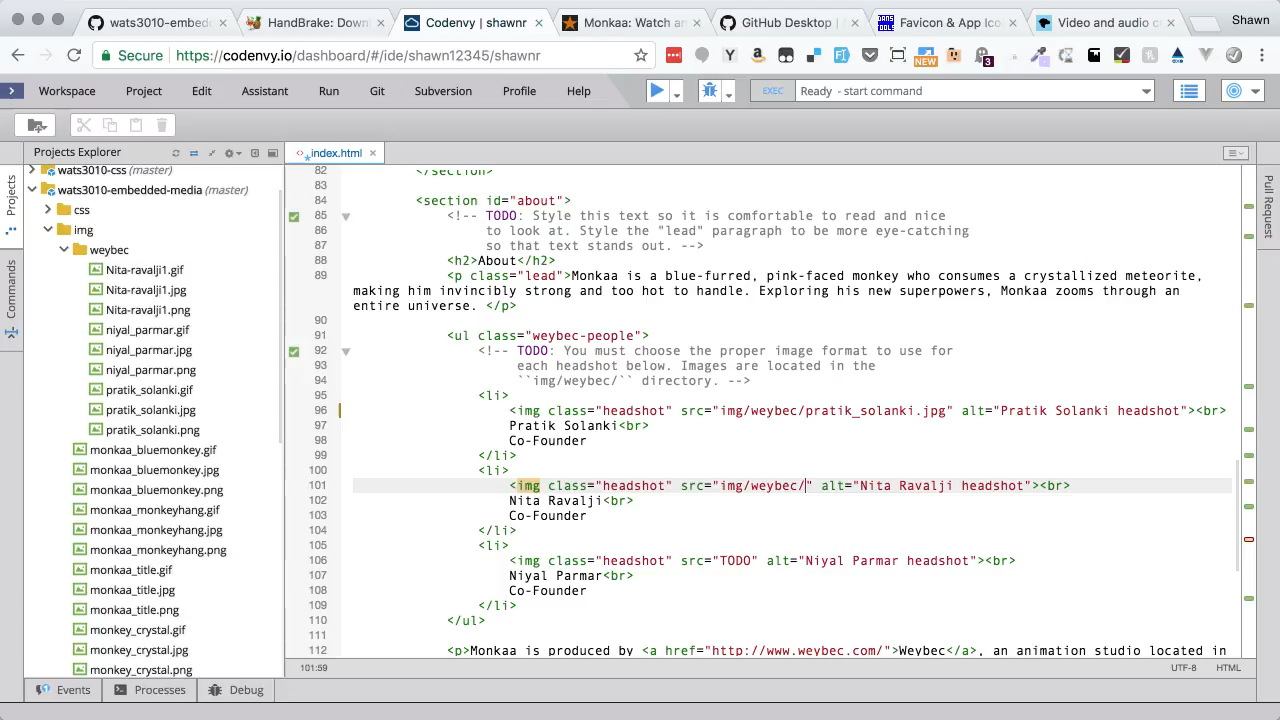 wats3010-embedde
HandBrake: Downl
Codenvy | shawnr
Monkaa: Watch an
GitHub Desktop |
Favicon & App Ico
Video and audio c
Shawn
Secure
https://codenvy.io/dashboard/#/ide/shawn12345/shawnr
NEW
3
Workspace
Project
Edit
Assistant
Run
Git
Subversion
Profile
Help
EXEC
Ready - start command
Projects Explorer
index.html
Projects
Commands
Pull Request
wats3010-css (master)
wats3010-embedded-media (master)
css
img
weybec
Nita-ravalji1.gif
Nita-ravalji1.jpg
Nita-ravalji1.png
niyal_parmar.gif
niyal_parmar.jpg
niyal_parmar.png
pratik_solanki.gif
pratik_solanki.jpg
pratik_solanki.png
monkaa_bluemonkey.gif
monkaa_bluemonkey.jpg
monkaa_bluemonkey.png
monkaa_monkeyhang.gif
monkaa_monkeyhang.jpg
monkaa_monkeyhang.png
monkaa_title.gif
monkaa_title.jpg
monkaa_title.png
monkey_crystal.gif
monkey_crystal.jpg
monkey_crystal.png
82 </section>
83
84 <section id="about">
85 <!-- TODO: Style this text so it is comfortable to read and nice
86 to look at. Style the "lead" paragraph to be more eye-catching
87 so that text stands out. -->
88 <h2>About</h2>
89 <p class="lead">Monkaa is a blue-furred, pink-faced monkey who consumes a crystallized meteorite,
making him invincibly strong and too hot to handle. Exploring his new superpowers, Monkaa zooms through an
entire universe. </p>
90
91 <ul class="weybec-people">
92 <!-- TODO: You must choose the proper image format to use for
93 each headshot below. Images are located in the
94 ``img/weybec/`` directory. -->
95 <li>
96 <img class="headshot" src="img/weybec/pratik_solanki.jpg" alt="Pratik Solanki headshot"><br>
97 Pratik Solanki<br>
98 Co-Founder
99 </li>
100 <li>
101 <img class="headshot" src="img/weybec/" alt="Nita Ravalji headshot"><br>
102 Nita Ravalji<br>
103 Co-Founder
104 </li>
105 <li>
106 <img class="headshot" src="TODO" alt="Niyal Parmar headshot"><br>
107 Niyal Parmar<br>
108 Co-Founder
109 </li>
110 </ul>
111
112 <p>Monkaa is produced by <a href="http://www.weybec.com/">Weybec</a>, an animation studio located in
101:59
UTF-8
HTML
Events
Processes
Debug